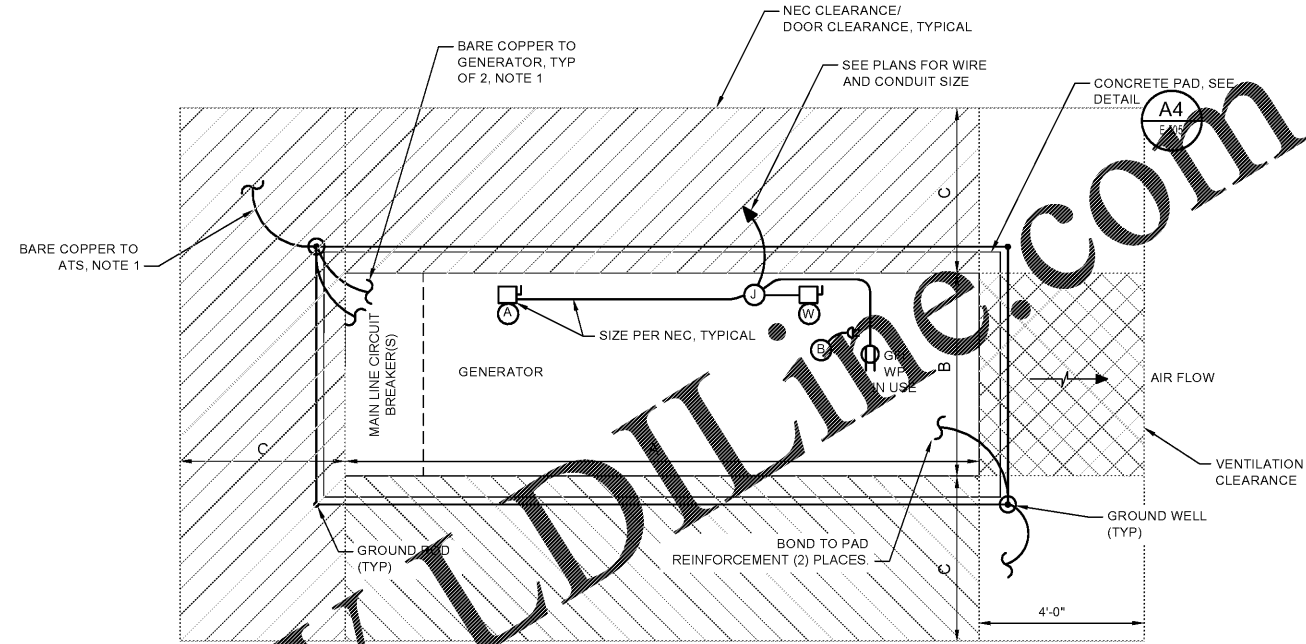 NEC CLEARANCE/
DOOR CLEARANCE, TYPICAL
BARE COPPER TO
GENERATOR, TYP
OF 2, NOTE 1
SEE PLANS FOR WIRE
AND CONDUIT SIZE
CONCRETE PAD, SEE
DETAIL
A4
C
BARE COPPER TO
ATS, NOTE 1
J
A
W
SIZE PER NEC, TYPICAL
B
MAIN LINE CIRCUIT
BREAKER(S)
GENERATOR
WP
IN USE
B
AIR FLOW
C
A
VENTILATION
CLEARANCE
GROUND WELL
(TYP)
GROUND ROD
(TYP)
BOND TO PAD
REINFORCEMENT (2) PLACES.
C
4'-0"
LDILine.com